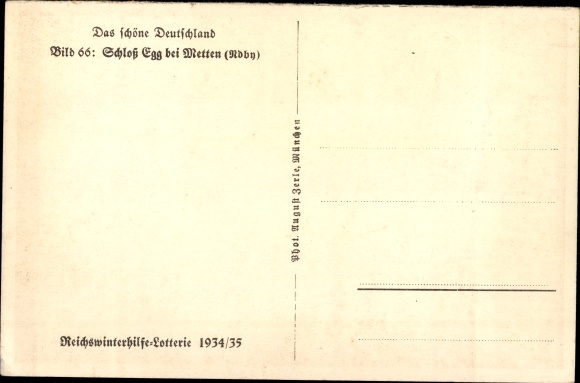 Das schöne Deutschland
Bild 66: Schloß Egg bei Metten (Ndby)
Phot. August Zerle, München
Reichswinterhilfe-Lotterie 1934/35